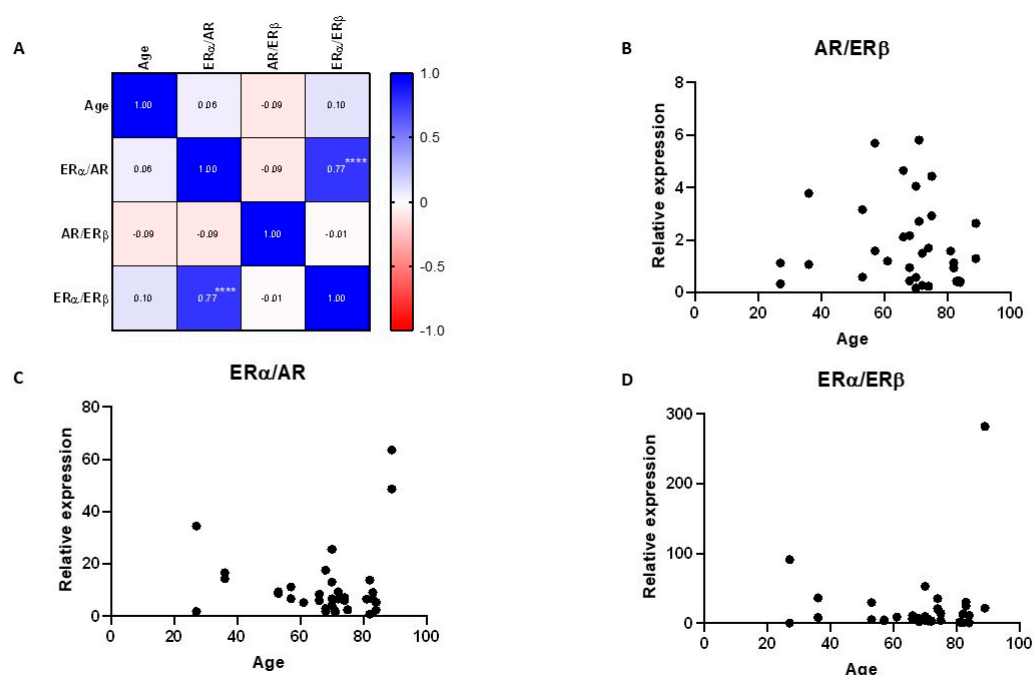 A
Age
ERα/AR
AR/ERβ
ERα/ERβ
Age 1.00 0.06 -0.09 0.10
ERα/AR 0.06 1.00 -0.09 0.77****
AR/ERβ -0.09 -0.09 1.00 -0.01
ERα/ERβ 0.10 0.77**** -0.01 1.00
1.0
0.5
0
-0.5
-1.0
B
AR/ERβ
Relative expression
8
6
4
2
0
0 20 40 60 80 100
Age
C
ERα/AR
Relative expression
80
60
40
20
0
0 20 40 60 80 100
Age
D
ERα/ERβ
Relative expression
300
200
100
0
0 20 40 60 80 100
Age